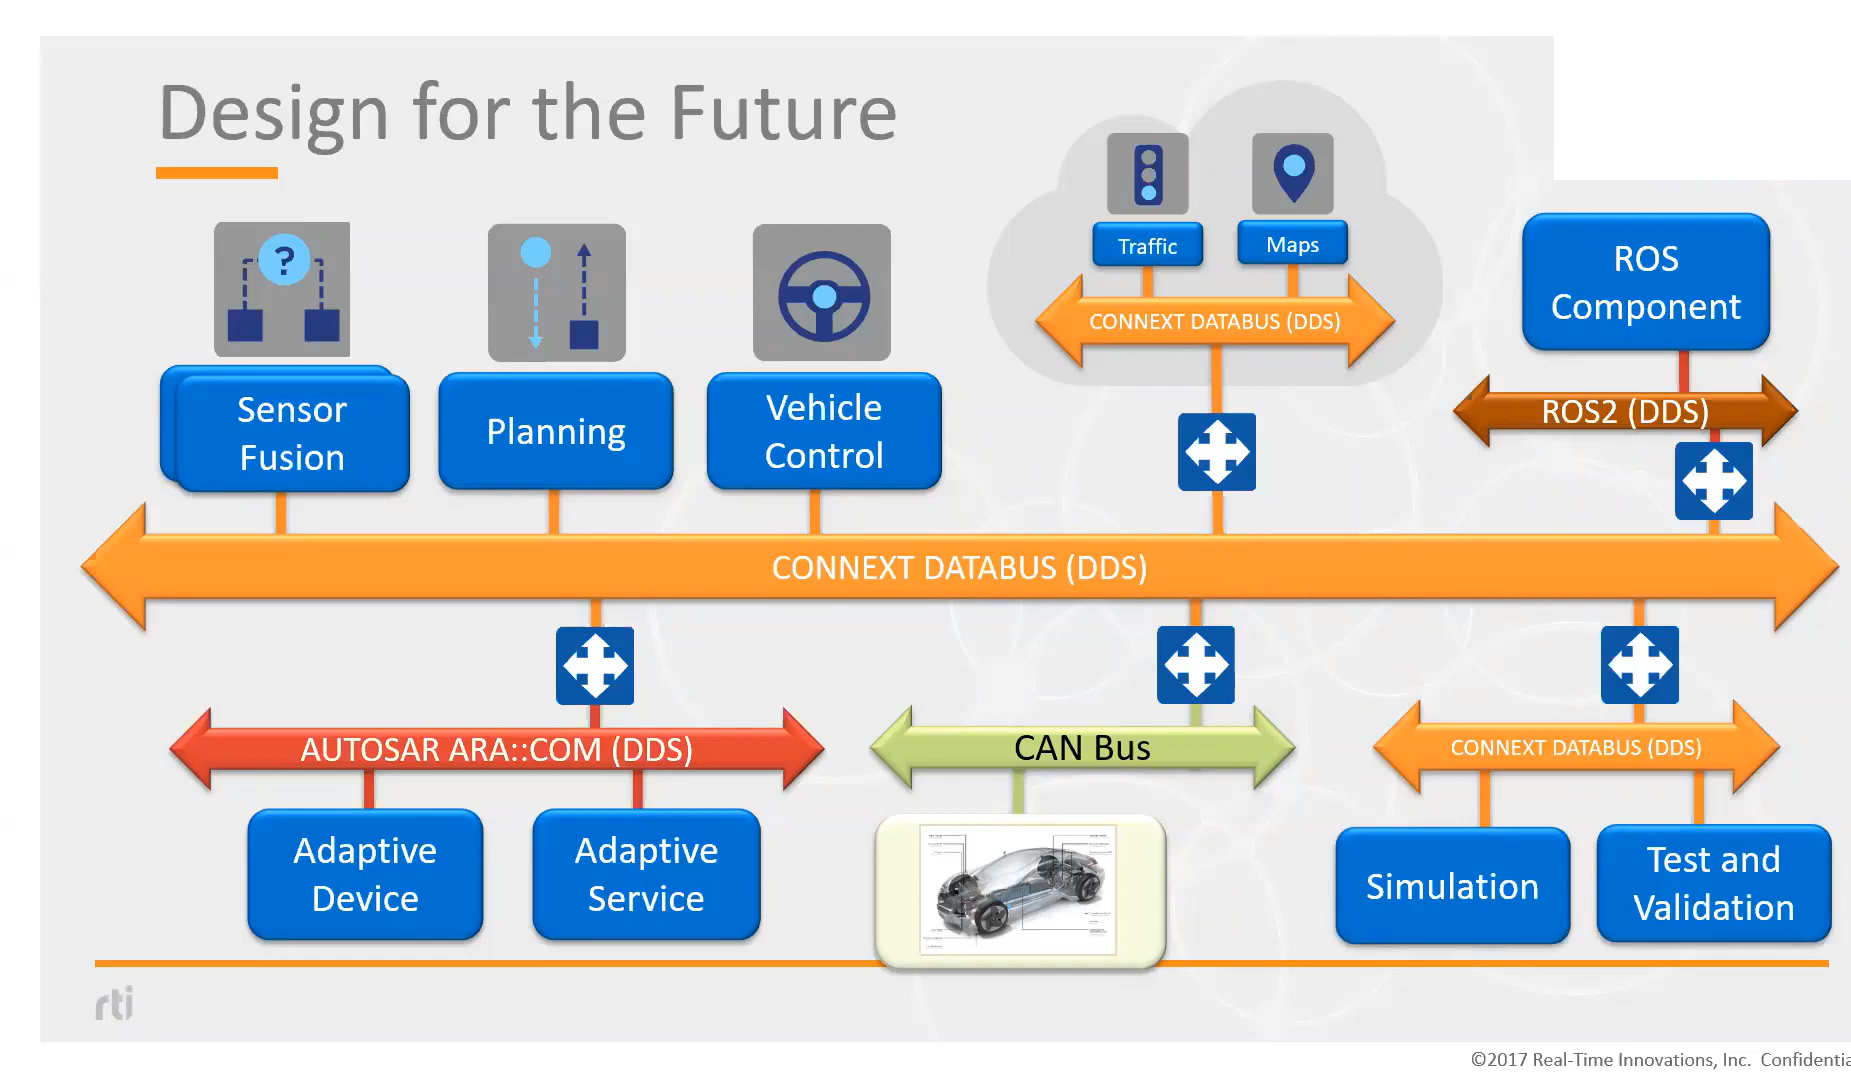 Design for the Future
Traffic
Maps
CONNEXT DATABUS (DDS)
ROS
Component
ROS2 (DDS)
?
Sensor
Fusion
Planning
Vehicle
Control
CONNEXT DATABUS (DDS)
AUTOSAR ARA::COM (DDS)
CAN Bus
CONNEXT DATABUS (DDS)
Adaptive
Device
Adaptive
Service
Simulation
Test and
Validation
rti
©2017 Real-Time Innovations, Inc. Confidentia